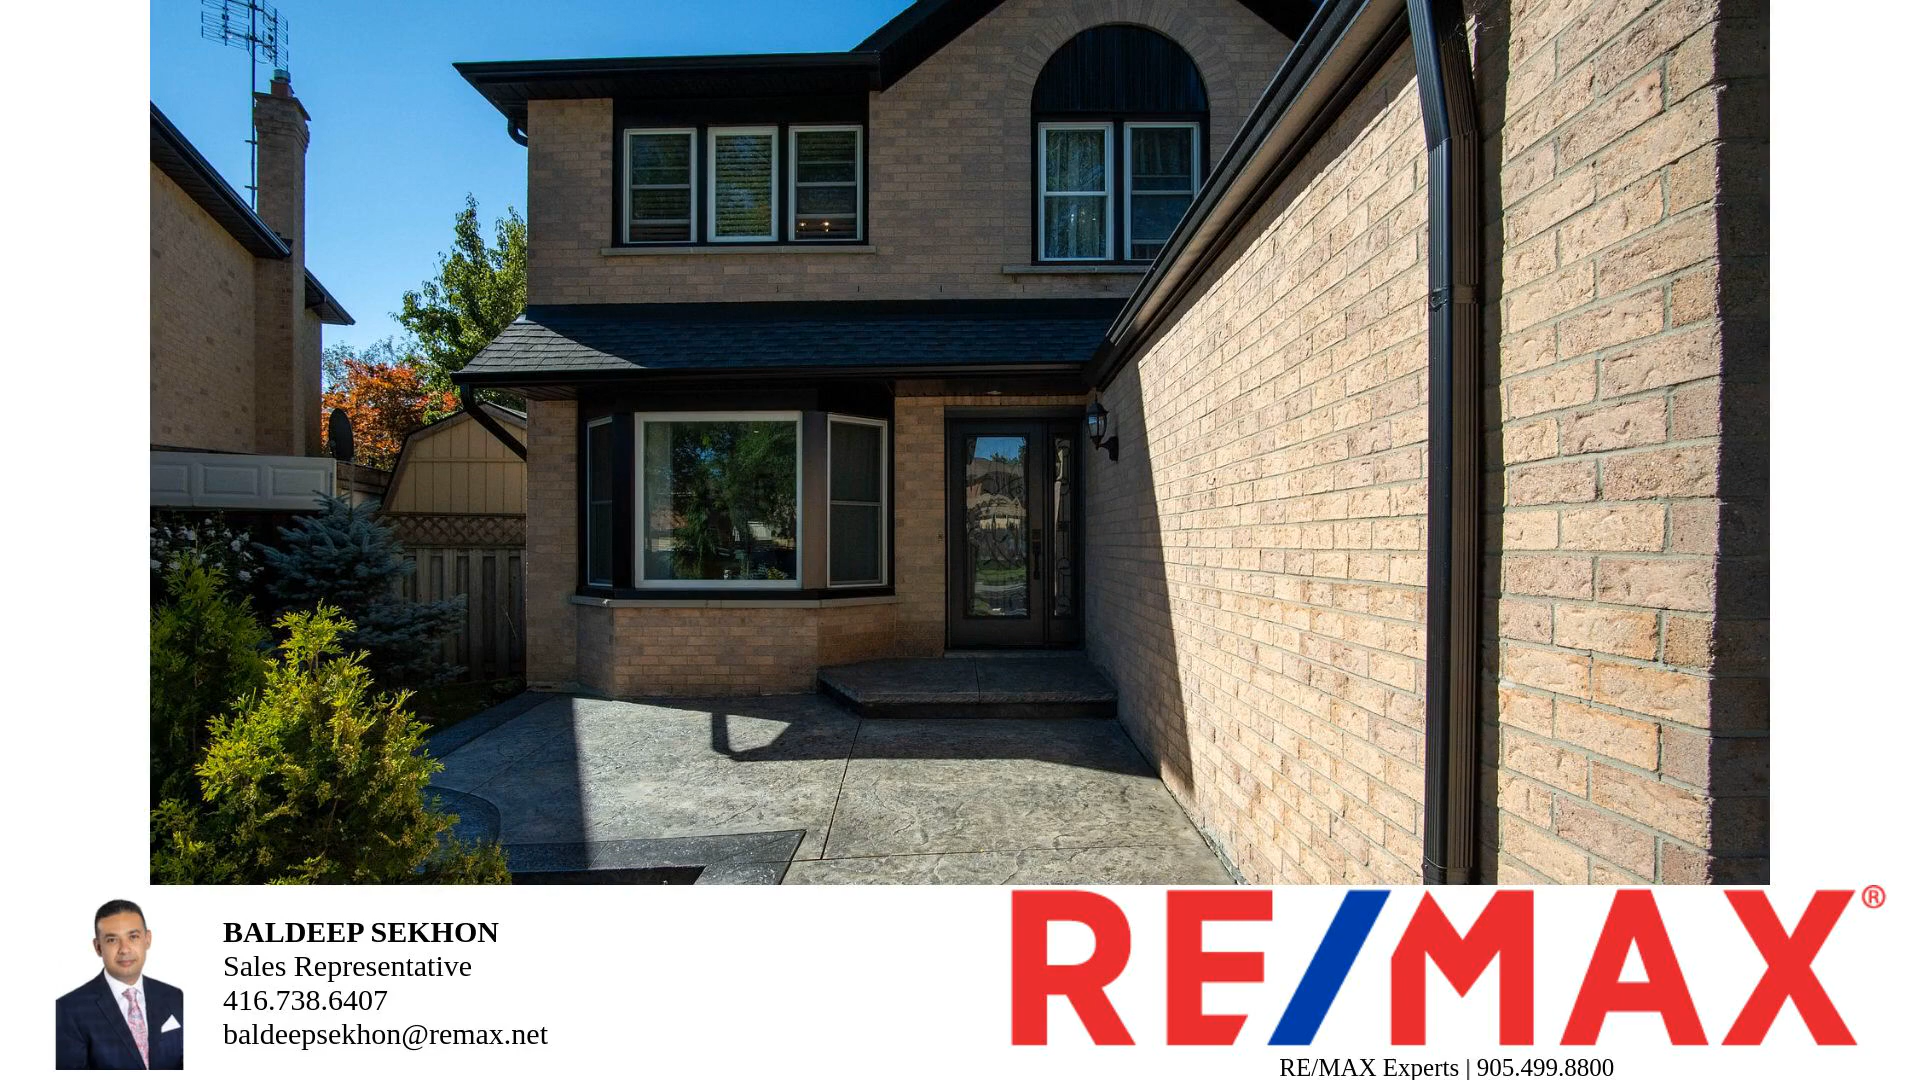 BALDEEP SEKHON
Sales Representative
416.738.6407
baldeepsekhon@remax.net
RE/MAX®
RE/MAX Experts | 905.499.8800